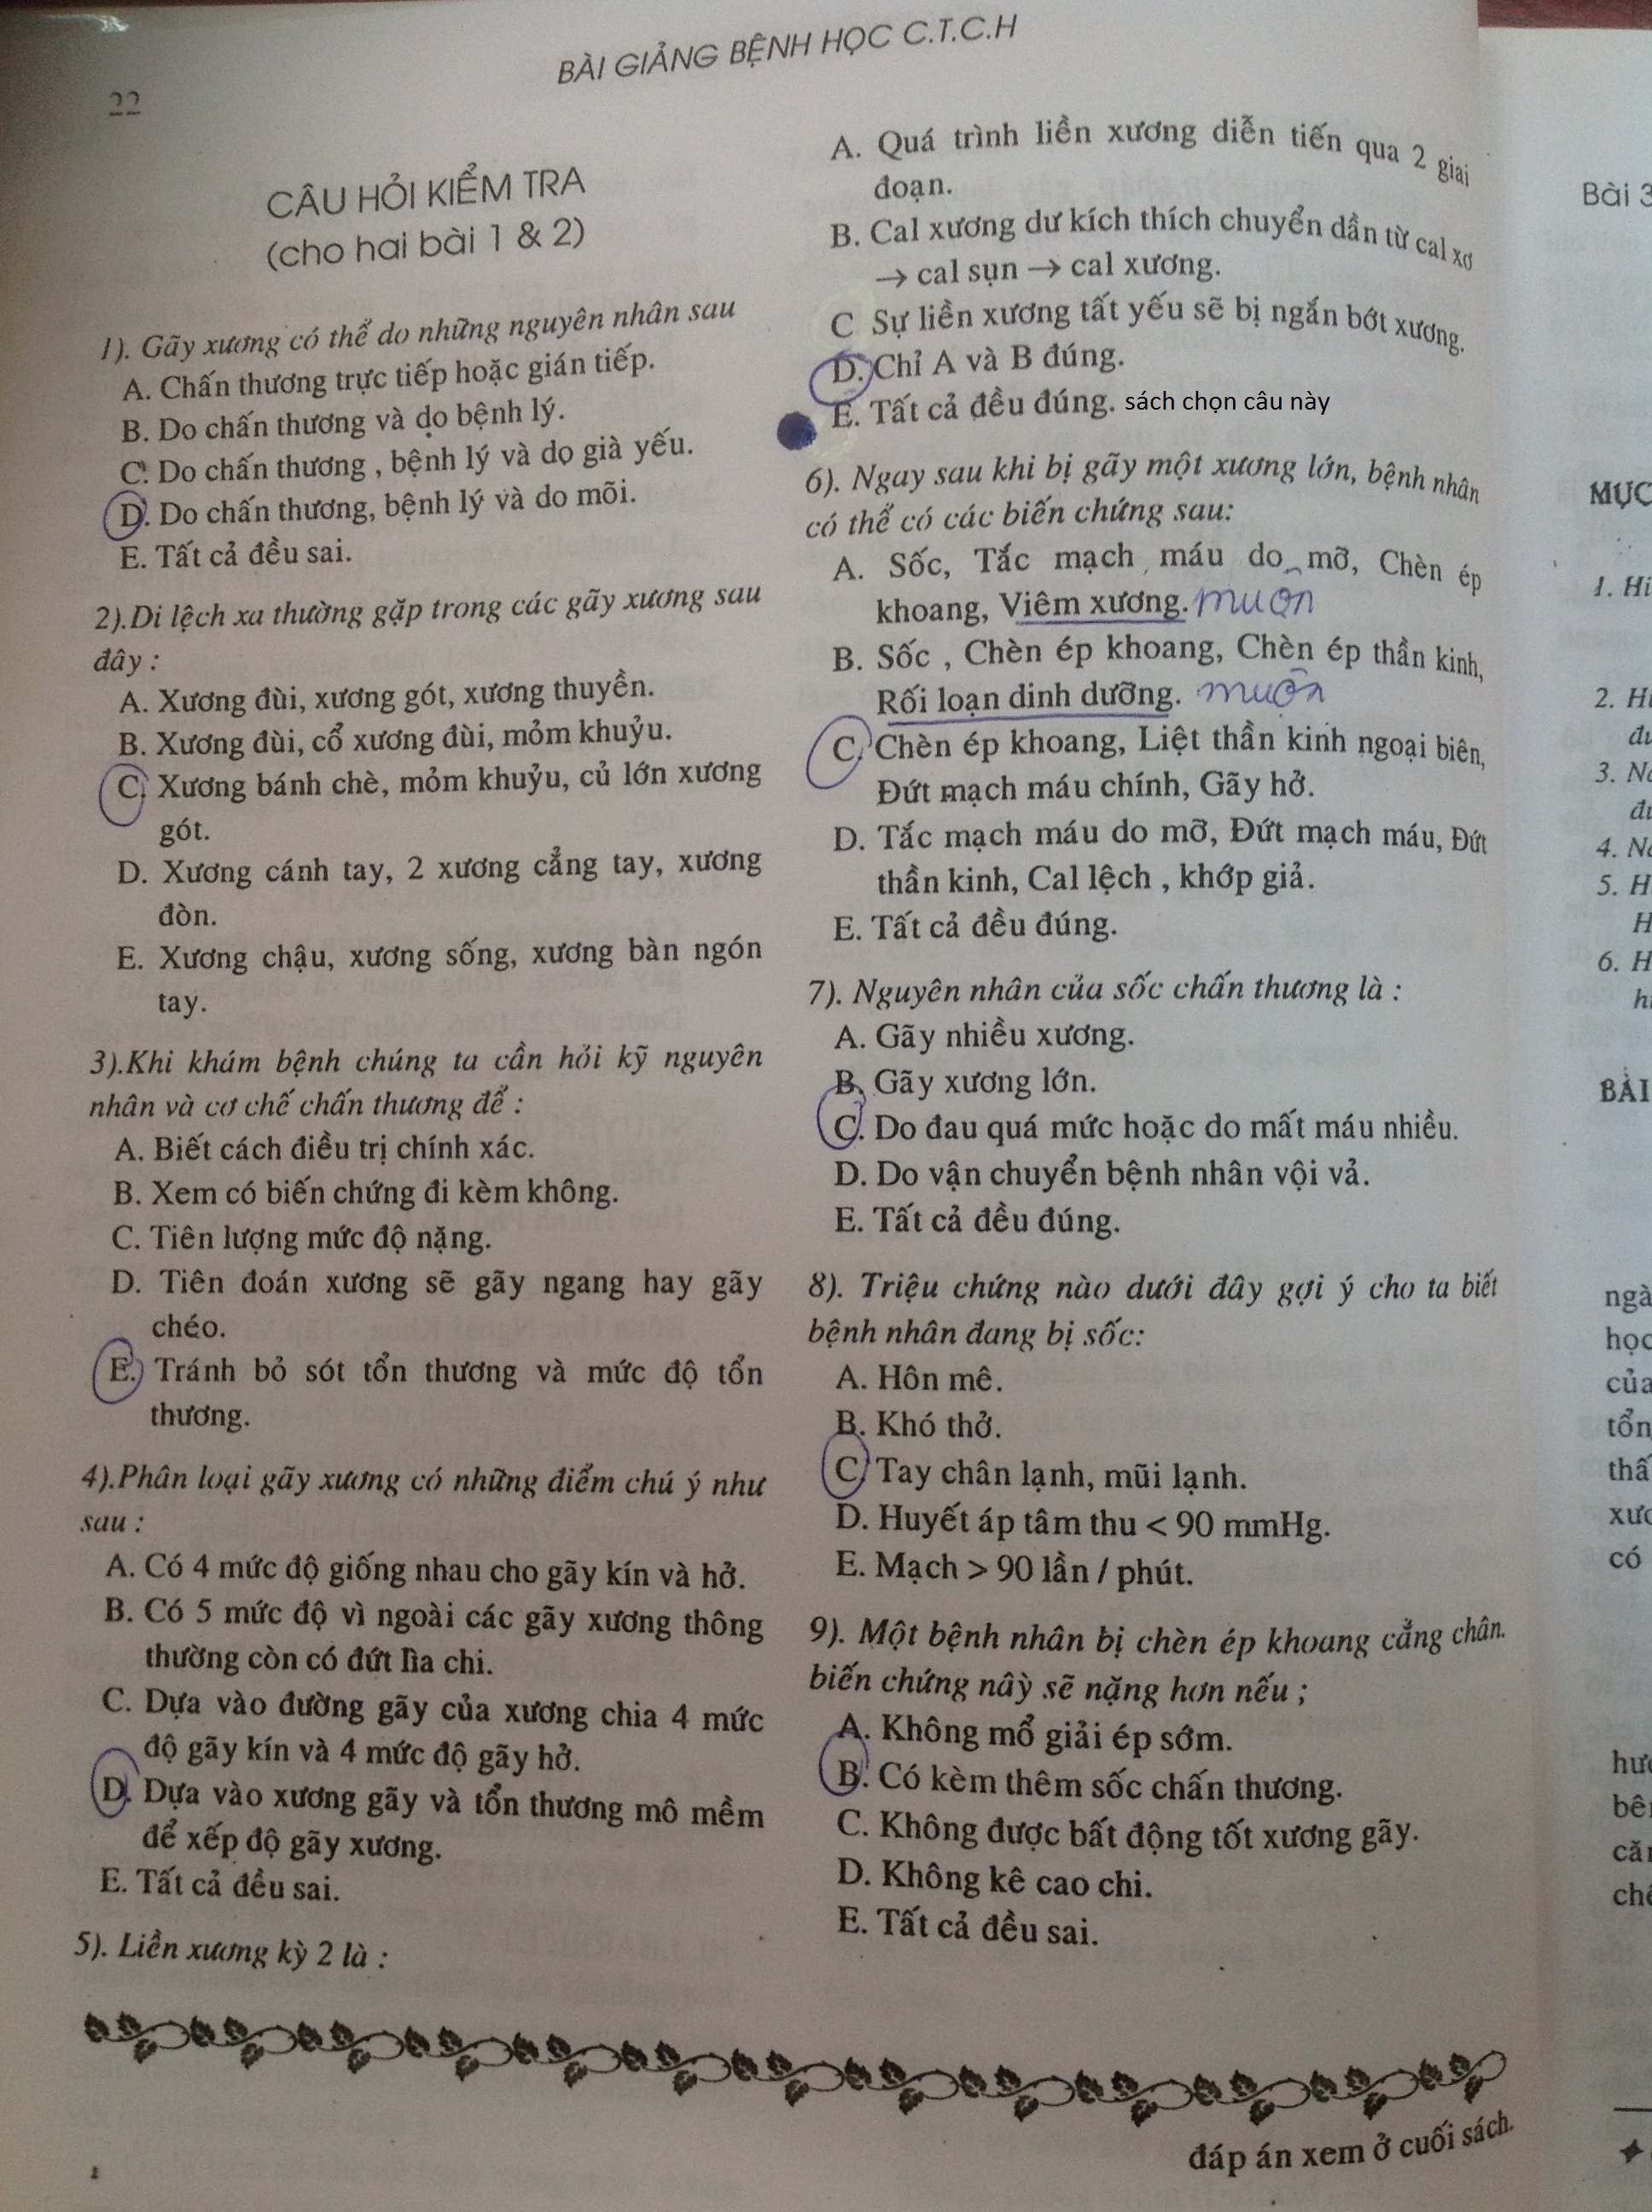 BÀI GIẢNG BỆNH HỌC C.T.C.H
22
CÂU HỎI KIỂM TRA
(cho hai bài 1 & 2)
1). Gãy xương có thể do những nguyên nhân sau
A. Chấn thương trực tiếp hoặc gián tiếp.
B. Do chấn thương và do bệnh lý.
C. Do chấn thương , bệnh lý và do già yếu.
D. Do chấn thương, bệnh lý và do mõi.
E. Tất cả đều sai.
2).Di lệch xa thường gặp trong các gãy xương sau
đây :
A. Xương đùi, xương gót, xương thuyền.
B. Xương đùi, cổ xương đùi, mỏm khuỷu.
C. Xương bánh chè, mỏm khuỷu, củ lớn xương
gót.
D. Xương cánh tay, 2 xương cẳng tay, xương
đòn.
E. Xương chậu, xương sống, xương bàn ngón
tay.
3).Khi khám bệnh chúng ta cần hỏi kỹ nguyên
nhân và cơ chế chấn thương để :
A. Biết cách điều trị chính xác.
B. Xem có biến chứng đi kèm không.
C. Tiên lượng mức độ nặng.
D. Tiên đoán xương sẽ gãy ngang hay gãy
chéo.
E. Tránh bỏ sót tổn thương và mức độ tổn
thương.
4).Phân loại gãy xương có những điểm chú ý như
sau :
A. Có 4 mức độ giống nhau cho gãy kín và hở.
B. Có 5 mức độ vì ngoài các gãy xương thông
thường còn có đứt lìa chi.
C. Dựa vào đường gãy của xương chia 4 mức
độ gãy kín và 4 mức độ gãy hở.
D. Dựa vào xương gãy và tổn thương mô mềm
để xếp độ gãy xương.
E. Tất cả đều sai.
5). Liền xương kỳ 2 là :
A. Quá trình liền xương diễn tiến qua 2 giai
đoạn.
B. Cal xương dư kích thích chuyển dần từ cal xơ
→ cal sụn → cal xương.
C Sự liền xương tất yếu sẽ bị ngắn bớt xương.
D. Chỉ A và B đúng.
E. Tất cả đều đúng. sách chọn câu này
6). Ngay sau khi bị gãy một xương lớn, bệnh nhân
có thể có các biến chứng sau:
A. Sốc, Tắc mạch máu do mỡ, Chèn ép
khoang, Viêm xương. muộn
B. Sốc , Chèn ép khoang, Chèn ép thần kinh,
Rối loạn dinh dưỡng. muộn
C. Chèn ép khoang, Liệt thần kinh ngoại biên,
Đứt mạch máu chính, Gãy hở.
D. Tắc mạch máu do mỡ, Đứt mạch máu, Đứt
thần kinh, Cal lệch , khớp giả.
E. Tất cả đều đúng.
7). Nguyên nhân của sốc chấn thương là :
A. Gãy nhiều xương.
B. Gãy xương lớn.
C. Do đau quá mức hoặc do mất máu nhiều.
D. Do vận chuyển bệnh nhân vội vả.
E. Tất cả đều đúng.
8). Triệu chứng nào dưới đây gợi ý cho ta biết
bệnh nhân đang bị sốc:
A. Hôn mê.
B. Khó thở.
C. Tay chân lạnh, mũi lạnh.
D. Huyết áp tâm thu < 90 mmHg.
E. Mạch > 90 lần / phút.
9). Một bệnh nhân bị chèn ép khoang cẳng chân.
biến chứng nâỳ sẽ nặng hơn nếu ;
A. Không mổ giải ép sớm.
B. Có kèm thêm sốc chấn thương.
C. Không được bất động tốt xương gãy.
D. Không kê cao chi.
E. Tất cả đều sai.
đáp án xem ở cuối sách.
Bài 3
MỤC
1. Hi
2.
3.
4.
5. H
H
6. H
BÀI
ngà
học
của
tổn
có